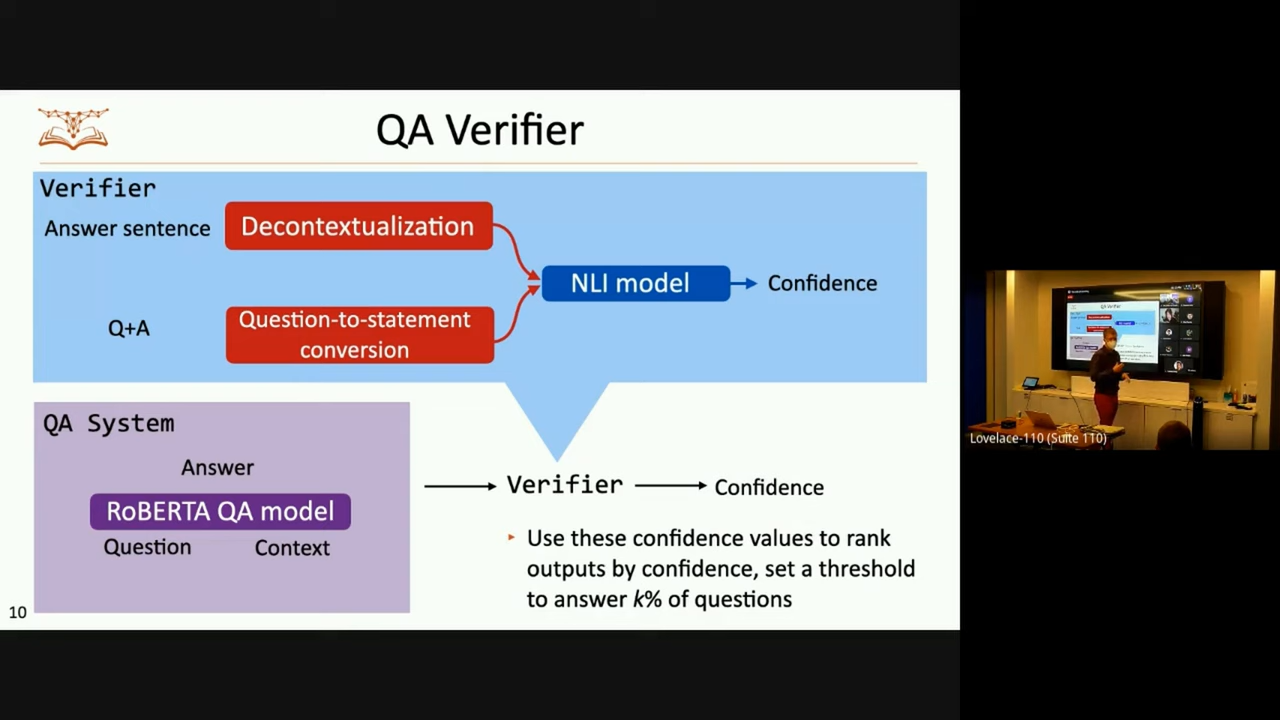 QA Verifier
Verifier
Answer sentence
Decontextualization
Q+A
Question-to-statement
conversion
NLI model
Confidence
QA System
Answer
RoBERTA QA model
Question
Context
Verifier
Confidence
‣ Use these confidence values to rank
outputs by confidence, set a threshold
to answer k% of questions
10
Lovelace-110 (Suite 110)